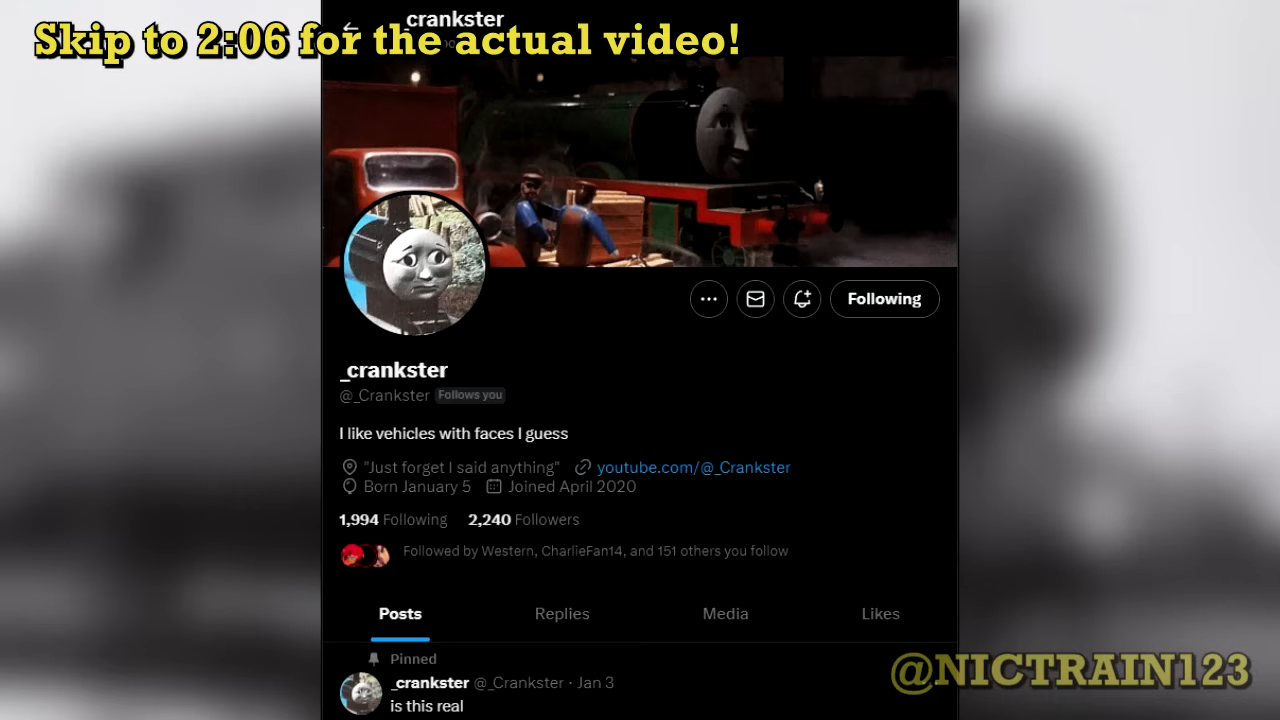 Skip to 2:06 for the actual video!
_crankster
_crankster
@_Crankster Follows you
Following
I like vehicles with faces I guess
"Just forget I said anything" youtube.com/@_Crankster
Born January 5 Joined April 2020
1,994 Following 2,240 Followers
Followed by Western, CharlieFan14, and 151 others you follow
Posts Replies Media Likes
Pinned
_crankster @_Crankster · Jan 3
is this real
@NICTRAIN123